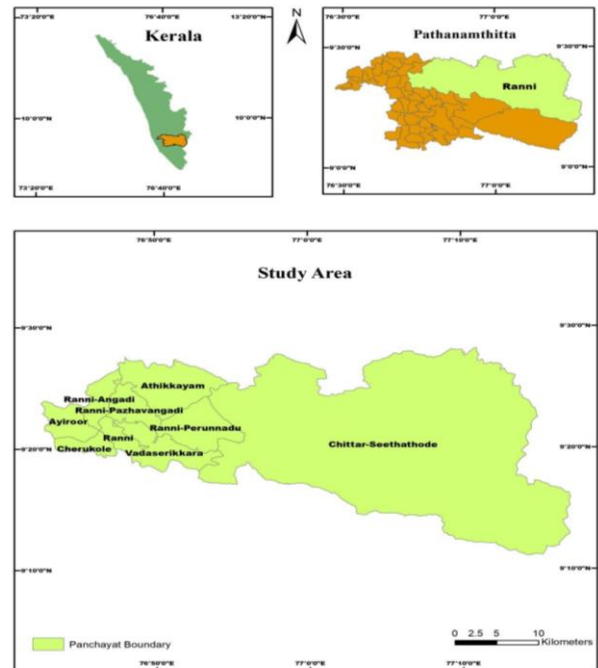 73°20'0"E 76°40'0"E 13°20'0"N
Kerala
10°0'0"N 10°0'0"N
73°20'0"E 76°40'0"E
N
76°30'0"E 77°0'0"E
Pathanamthitta
9°30'0"N 9°30'0"N
Ranni
9°0'0"N 9°0'0"N
76°30'0"E 77°0'0"E
76°50'0"E 77°0'0"E 77°10'0"E
Study Area
9°30'0"N 9°30'0"N
Athikkayam
Ranni-Angadi
Ranni-Pazhavangadi
Ayiroor
Ranni-Perunnadu
Ranni
Chittar-Seethathode
9°20'0"N 9°20'0"N
Cherukole
Vadaserikkara
9°10'0"N 9°10'0"N
Panchayat Boundary
0 2.5 5 10
Kilometers
76°50'0"E 77°0'0"E 77°10'0"E